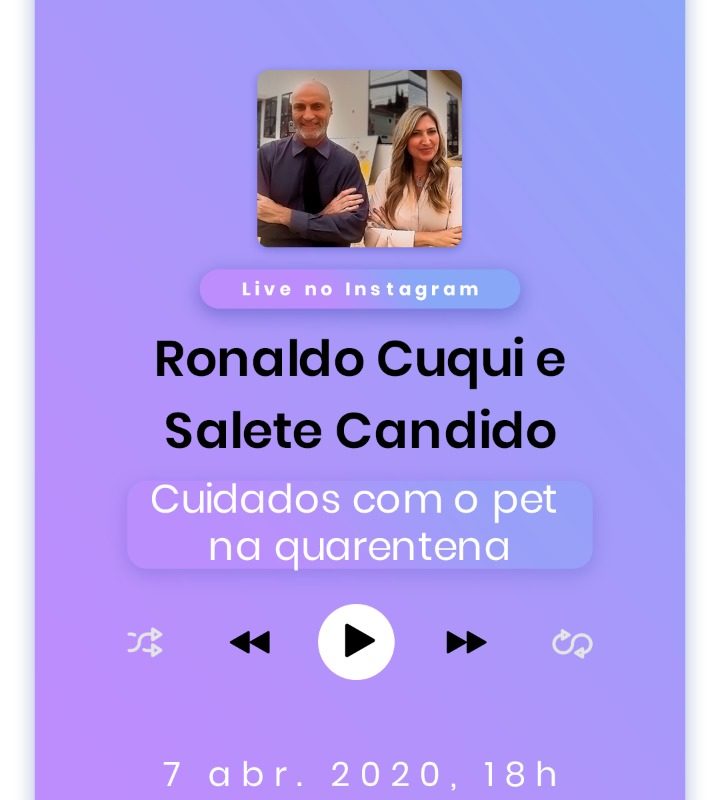 Live no Instagram
Ronaldo Cuqui e
Salete Candido
Cuidados com o pet
na quarentena
7 abr. 2020, 18h